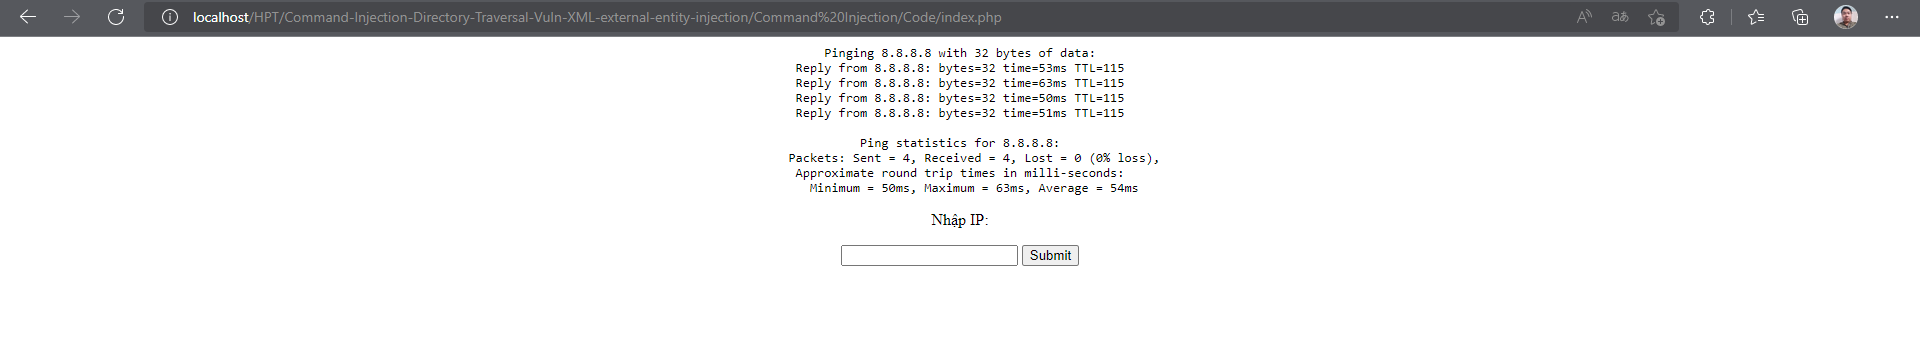 localhost/HPT/Command-Injection-Directory-Traversal-Vuln-XML-external-entity-injection/Command%20Injection/Code/index.php
Pinging 8.8.8.8 with 32 bytes of data:
Reply from 8.8.8.8: bytes=32 time=53ms TTL=115
Reply from 8.8.8.8: bytes=32 time=63ms TTL=115
Reply from 8.8.8.8: bytes=32 time=50ms TTL=115
Reply from 8.8.8.8: bytes=32 time=51ms TTL=115
Ping statistics for 8.8.8.8:
Packets: Sent = 4, Received = 4, Lost = 0 (0% loss),
Approximate round trip times in milli-seconds:
Minimum = 50ms, Maximum = 63ms, Average = 54ms
Nhập IP:
Submit